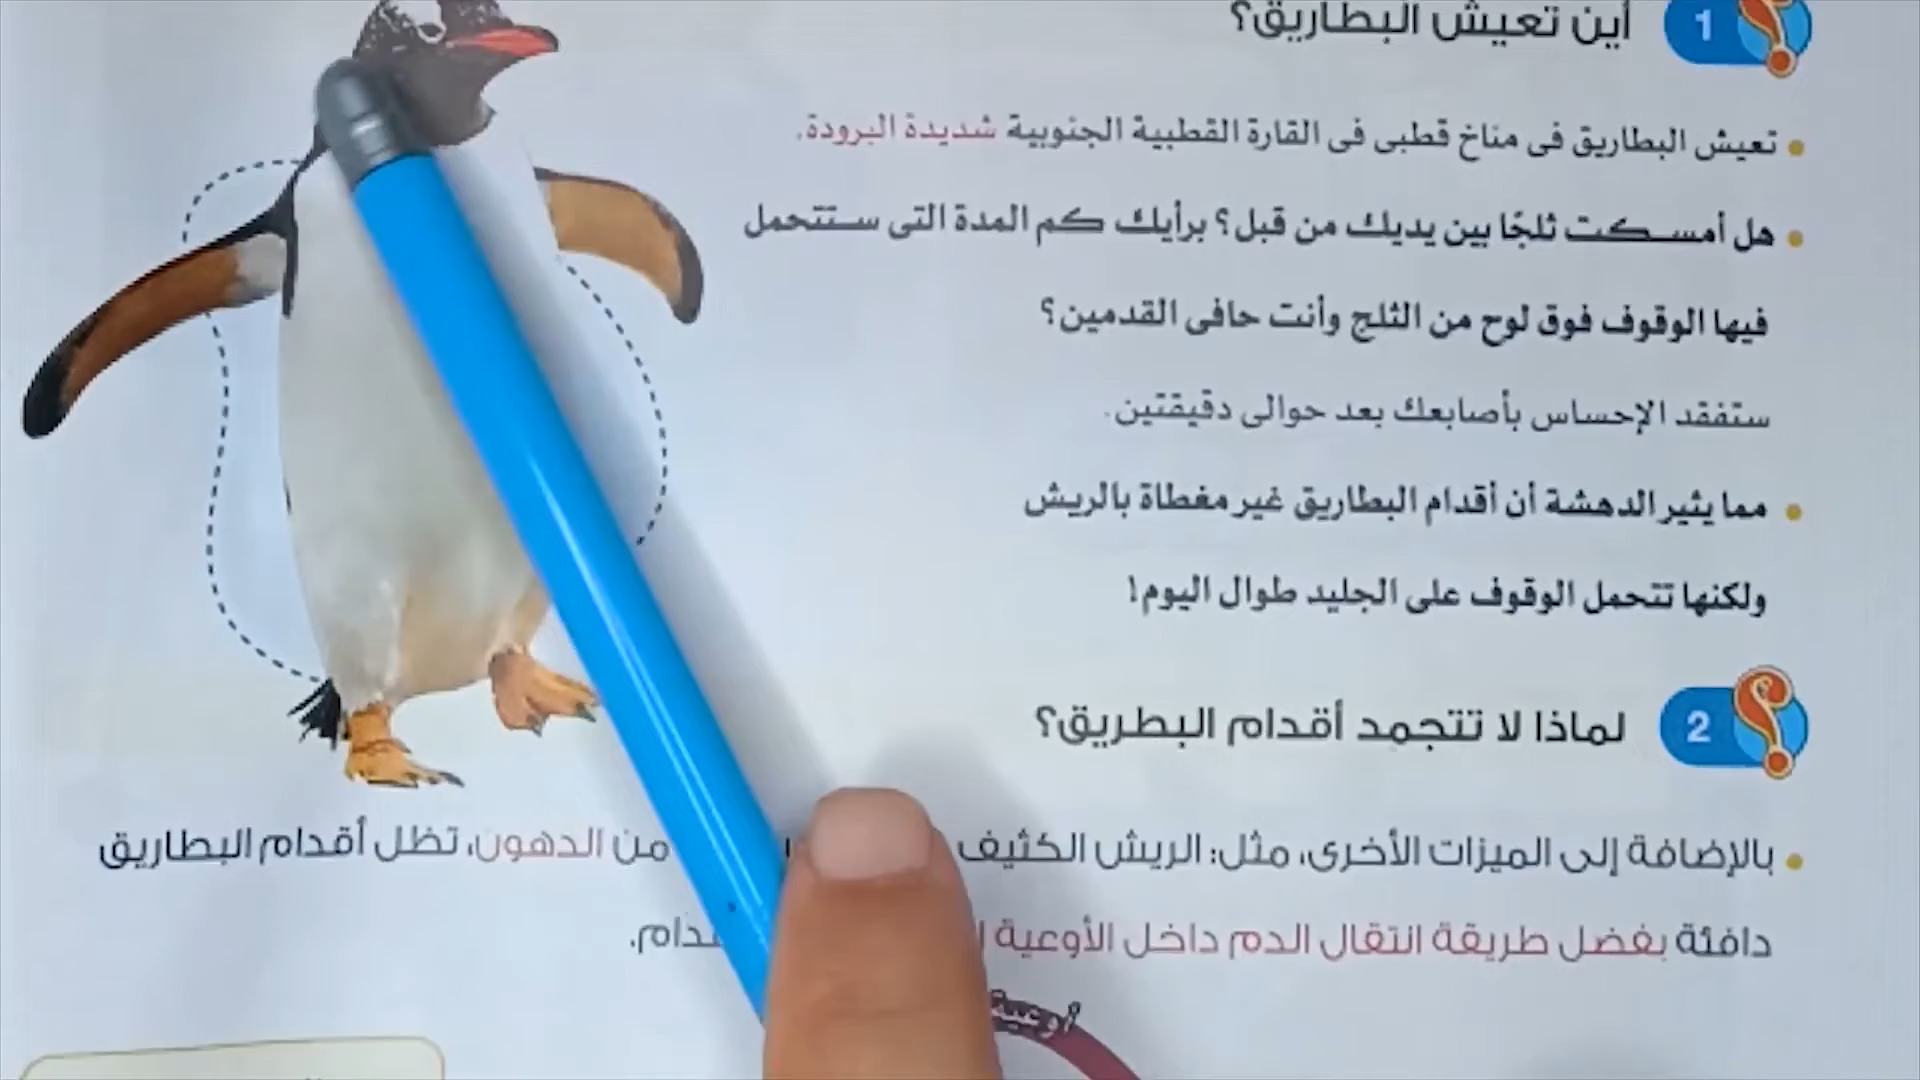 1 أين تعيش البطاريق؟
تعيش البطاريق فى مناخ قطبى فى القارة القطبية الجنوبية شديدة البرودة.
هل أمسكت ثلجًا بين يديك من قبل؟ برأيك كم المدة التى ستتحمل
فيها الوقوف فوق لوح من الثلج وأنت حافى القدمين؟
ستفقد الإحساس بأصابعك بعد حوالى دقيقتين.
مما يثير الدهشة أن أقدام البطاريق غير مغطاة بالريش
ولكنها تتحمل الوقوف على الجليد طوال اليوم!
2 لماذا لا تتجمد أقدام البطريق؟
بالإضافة إلى الميزات الأخرى، مثل: الريش الكثيف من الدهون، تظل أقدام البطاريق
دافئة بفضل طريقة انتقال الدم داخل الأوعية
أوعية